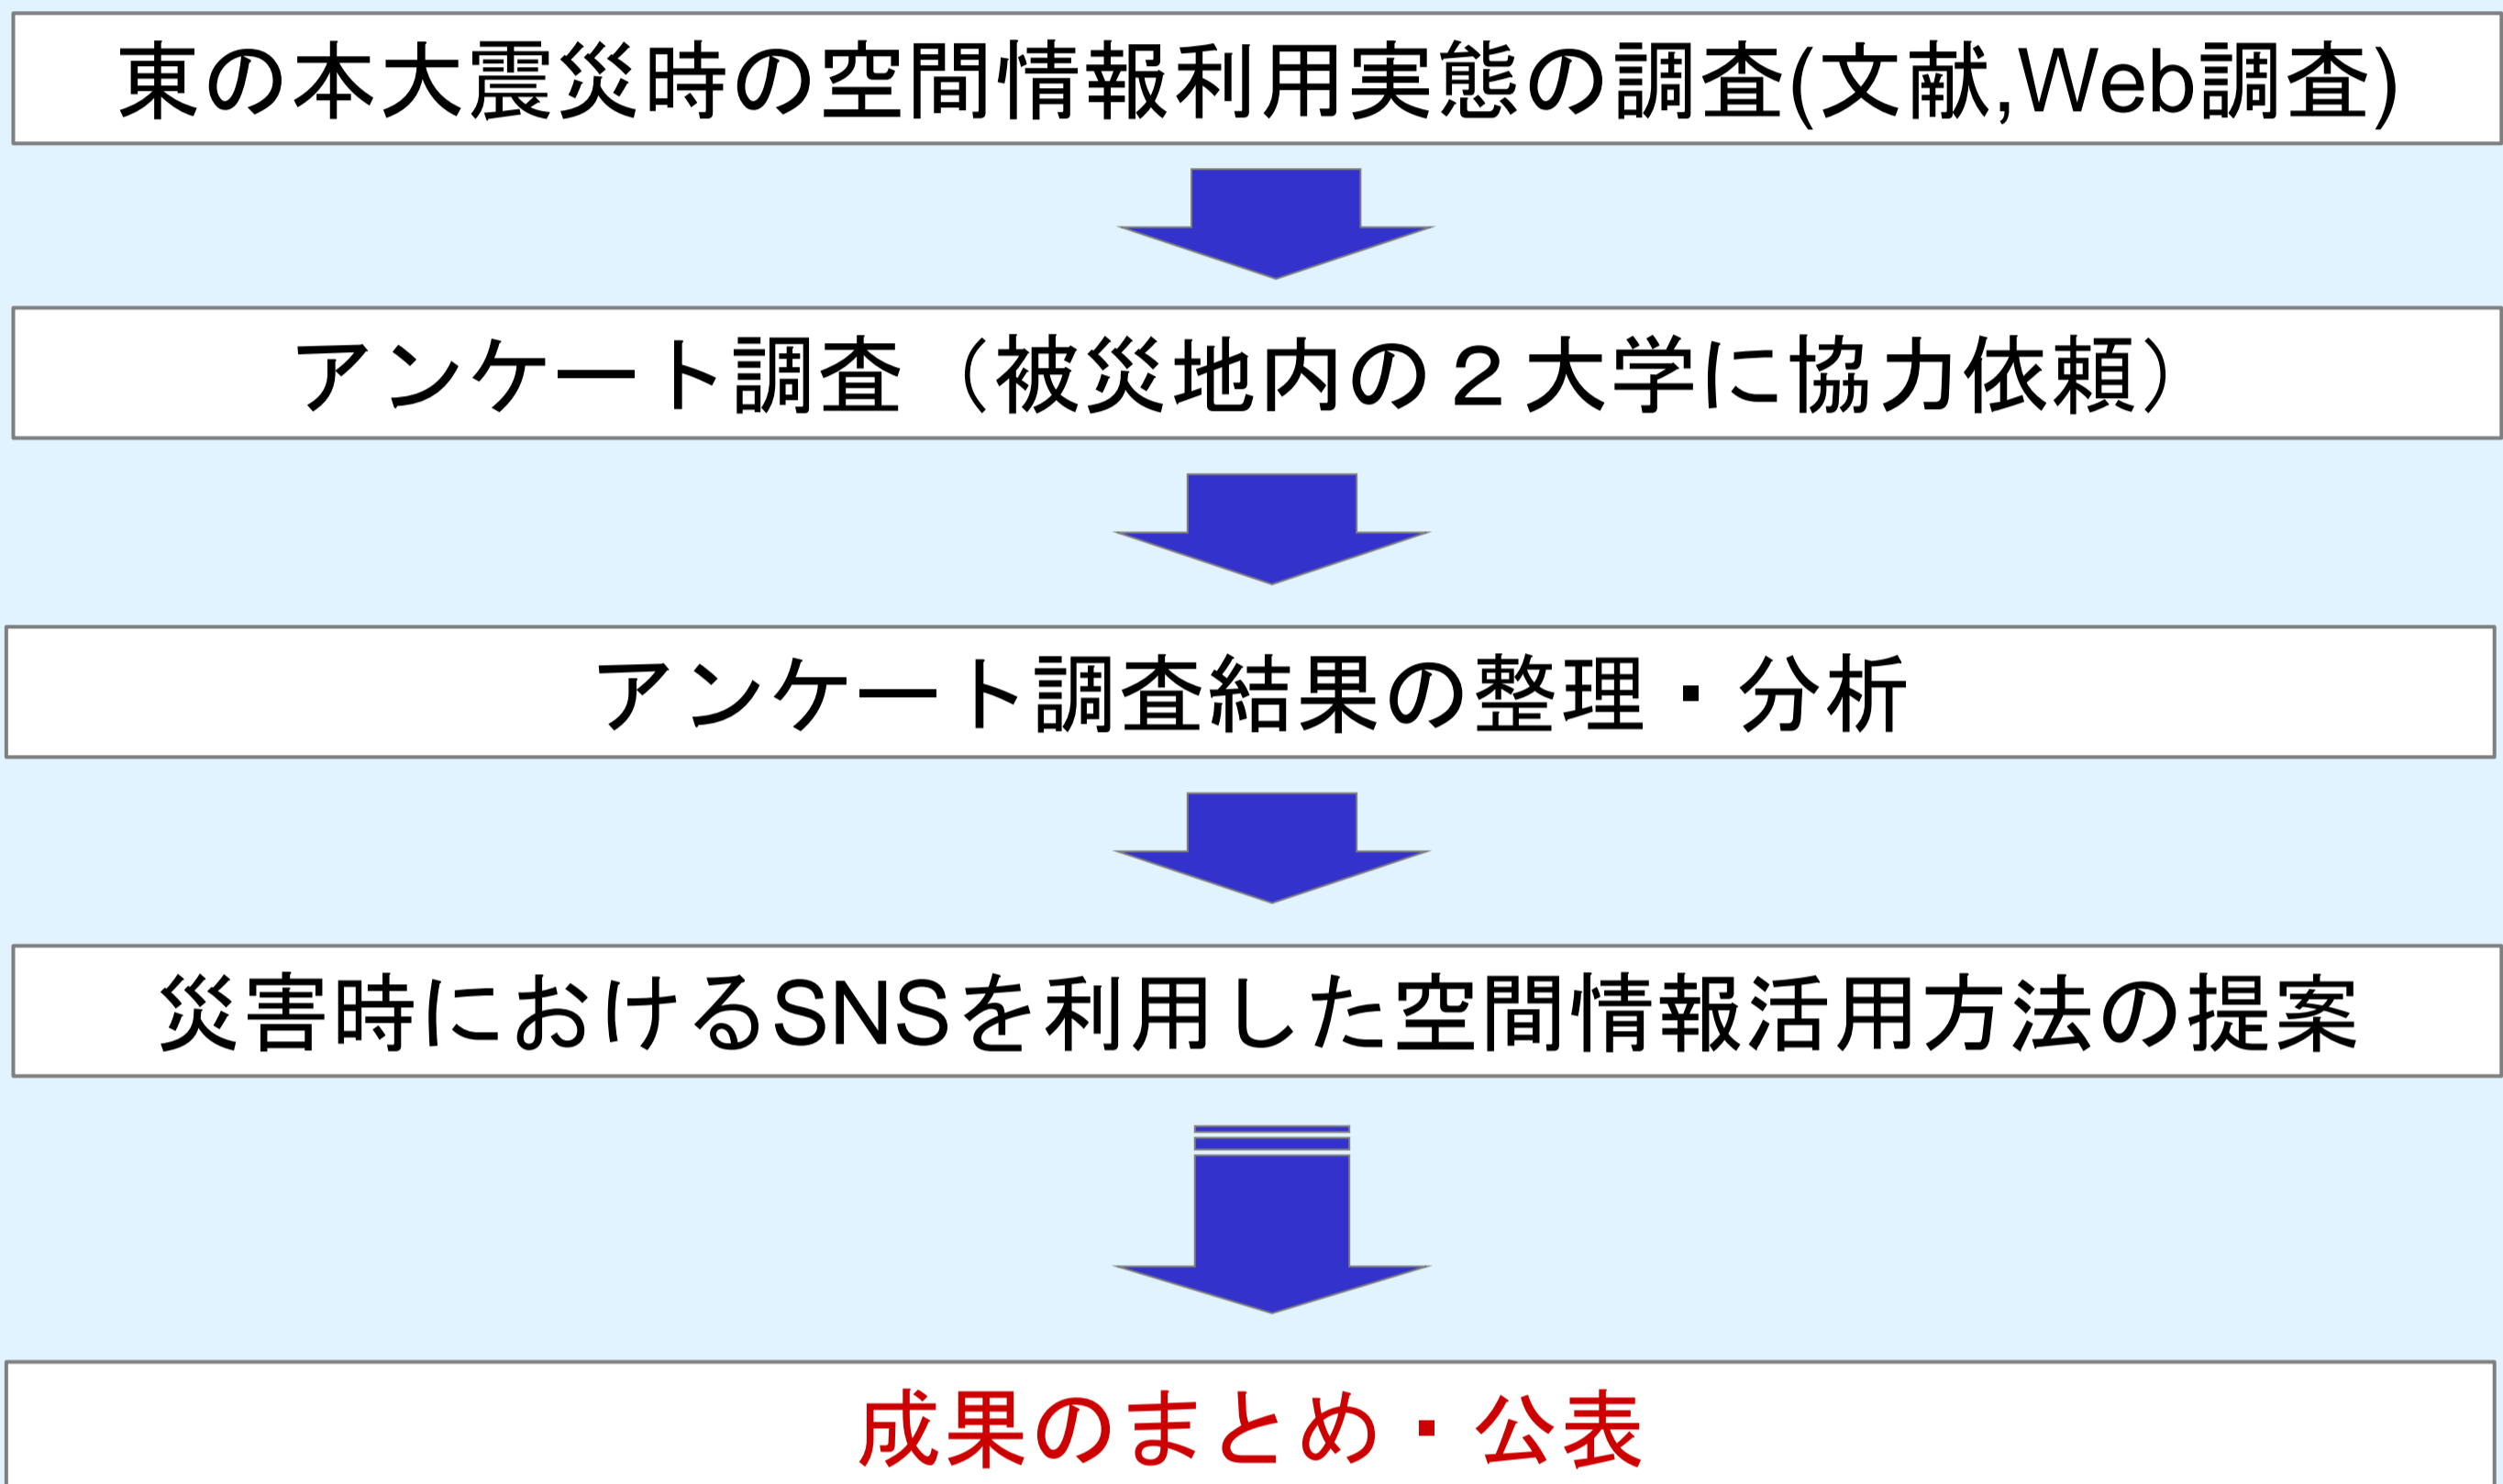 東の本大震災時の空間情報利用実態の調査(文献,Web調査)
アンケート調査（被災地内の２大学に協力依頼）
アンケート調査結果の整理・分析
災害時におけるSNSを利用した空間情報活用方法の提案
成果のまとめ・公表